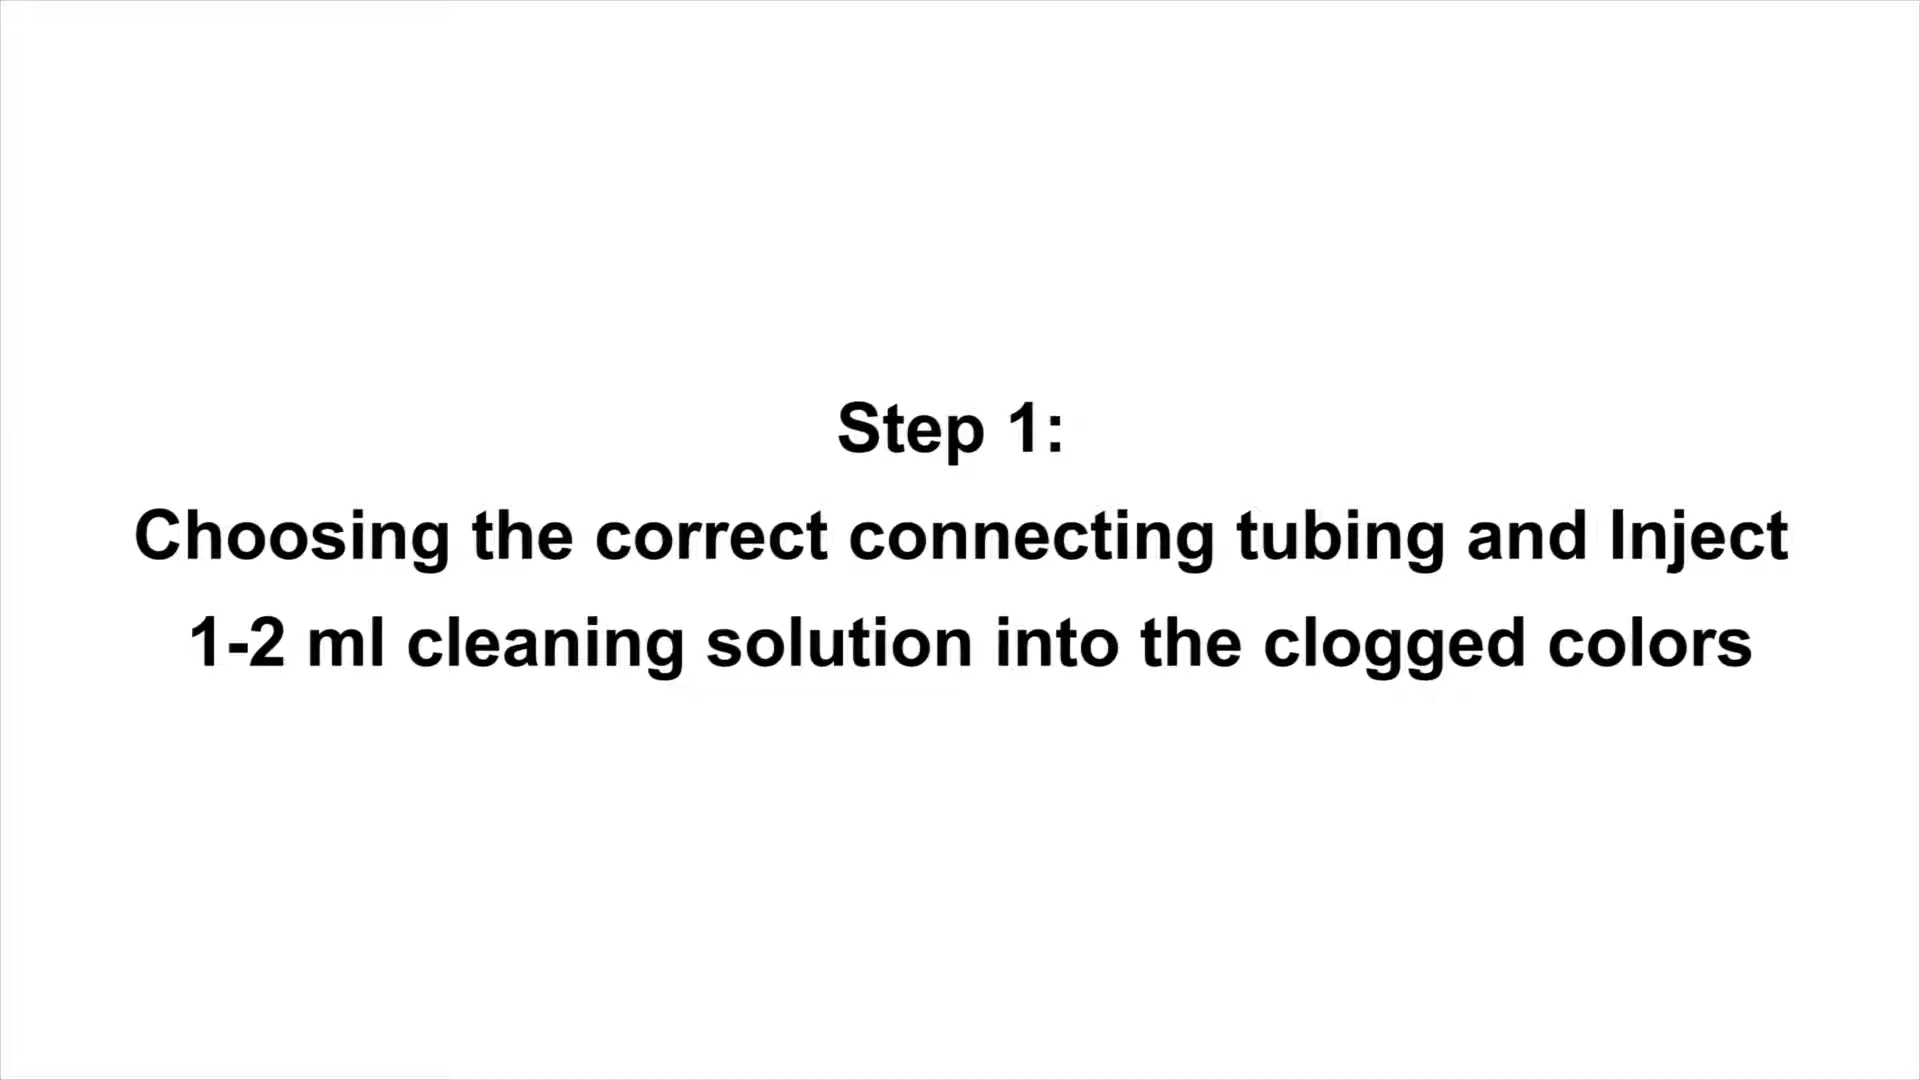 Step 1:
Choosing the correct connecting tubing and Inject
1-2 ml cleaning solution into the clogged colors